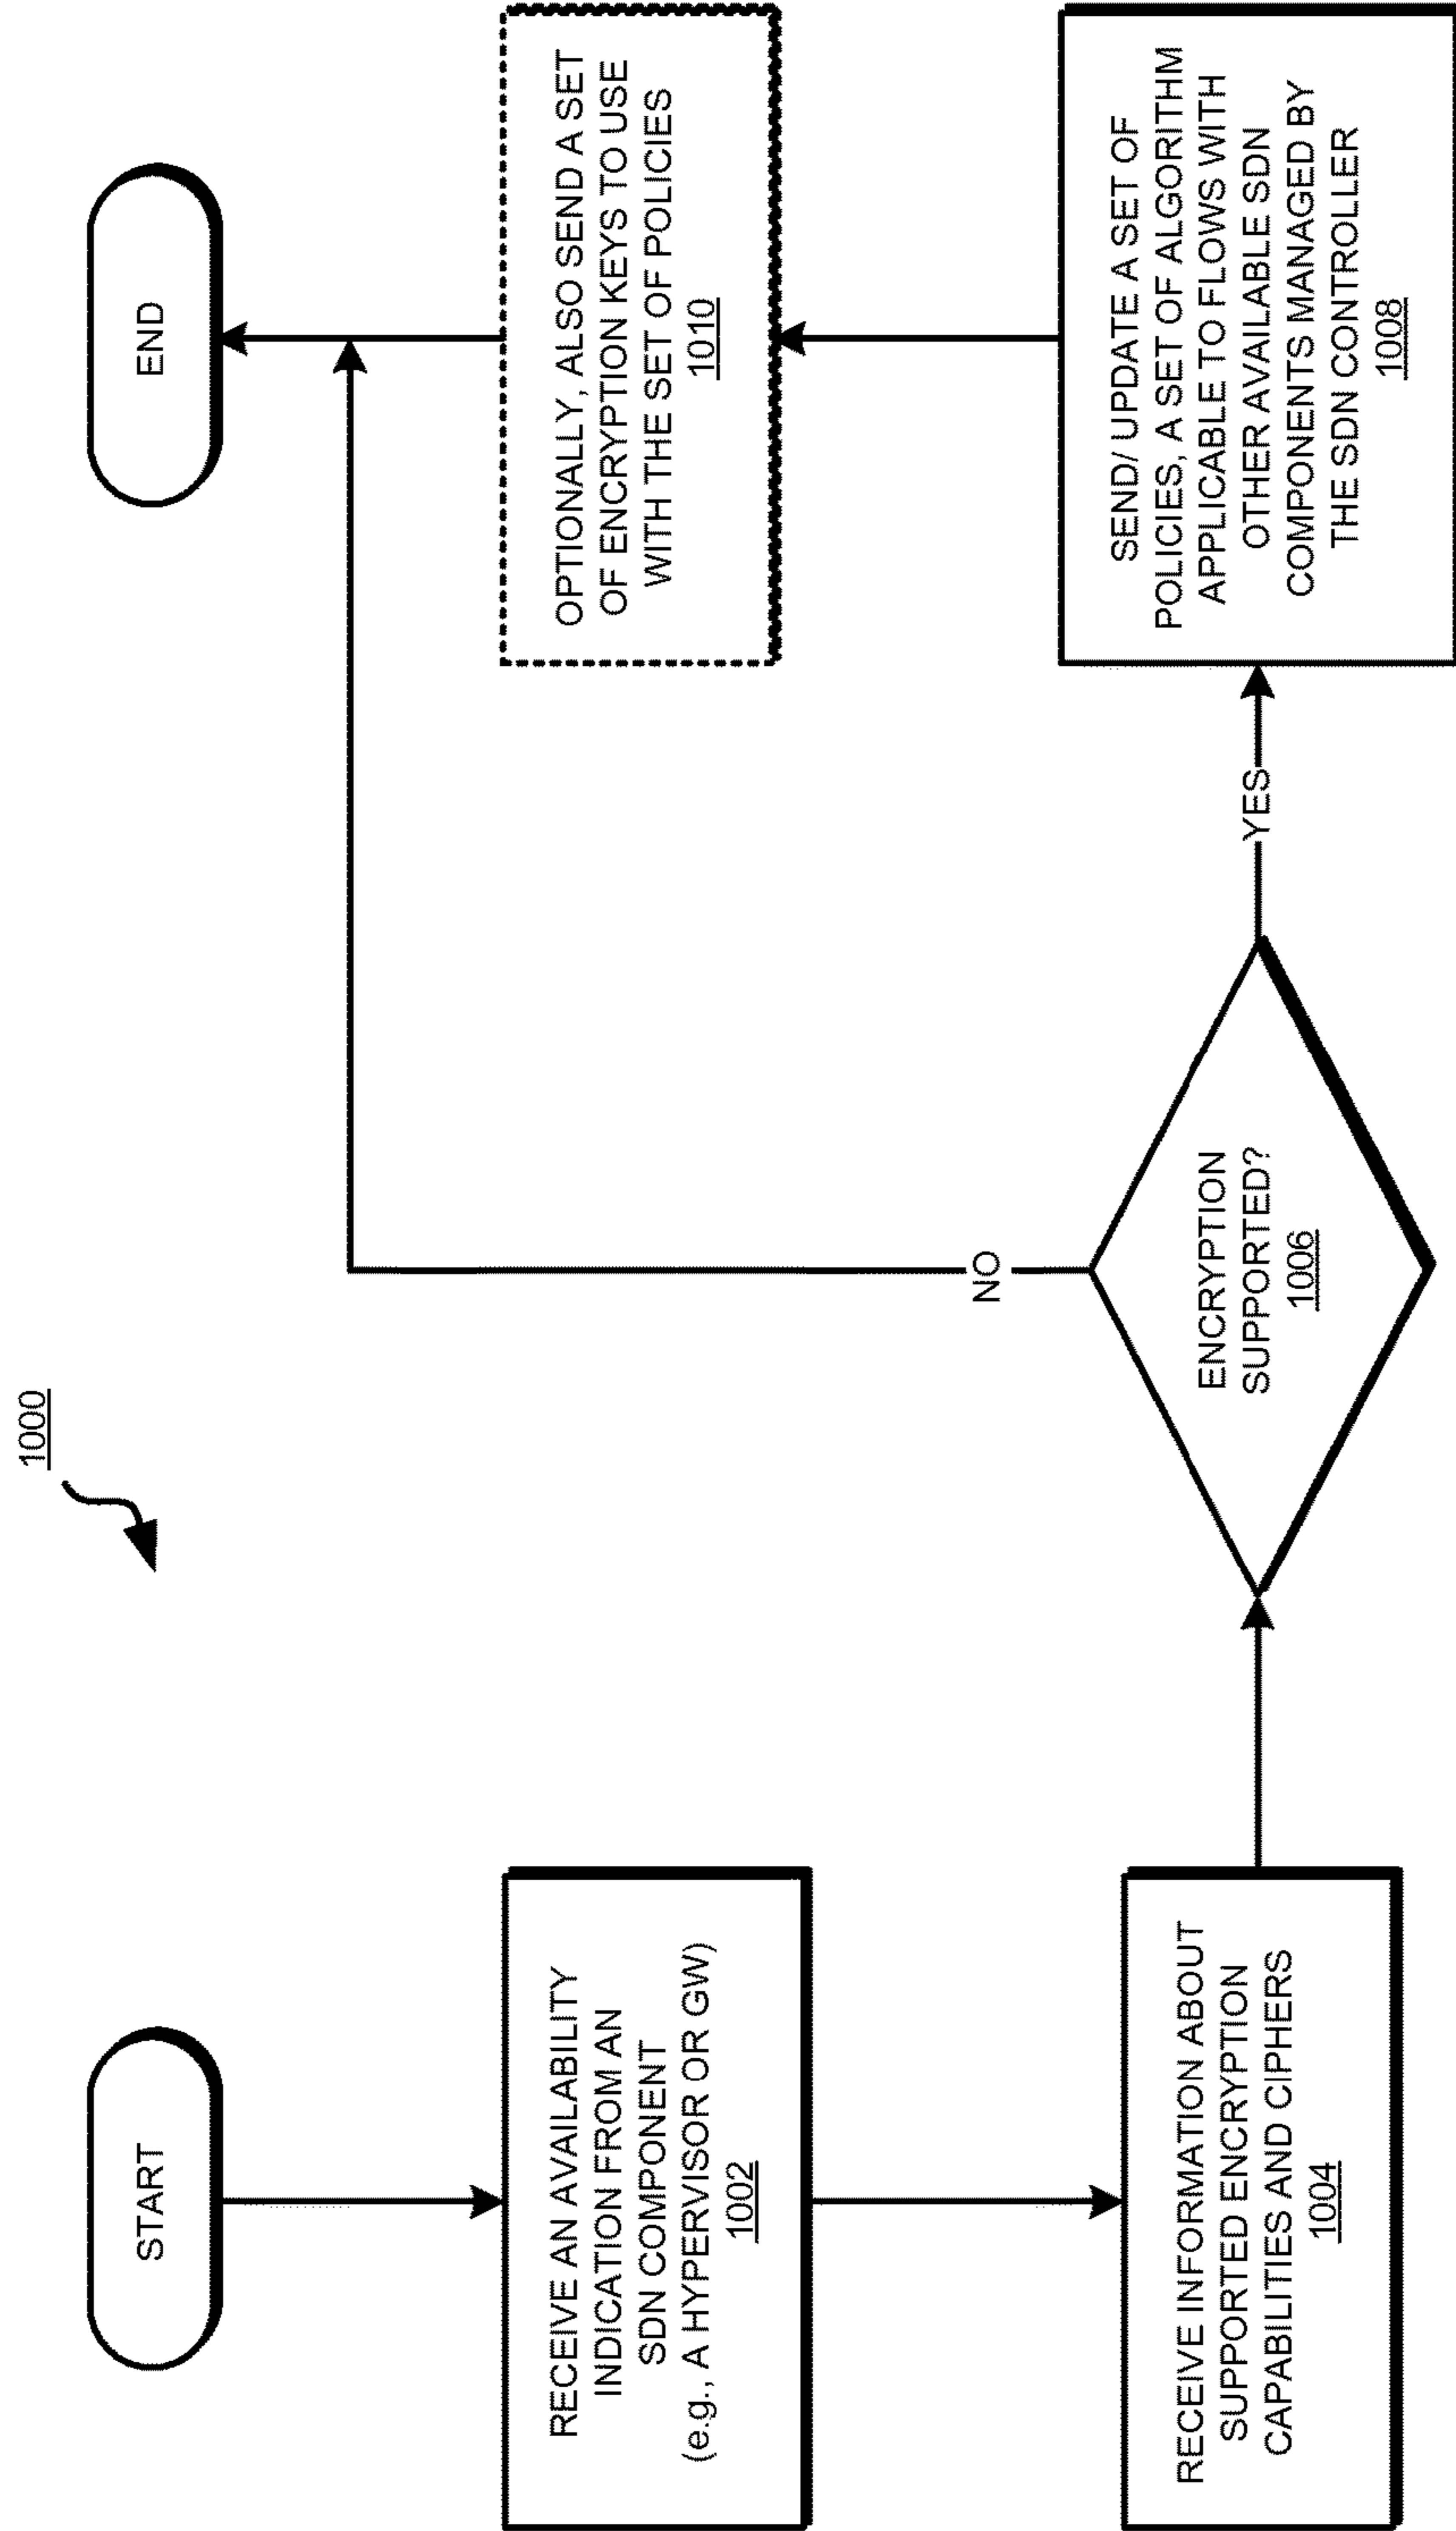 1000
START
RECEIVE AN AVAILABILITY
INDICATION FROM AN
SDN COMPONENT
(e.g., A HYPERVISOR OR GW)
1002
RECEIVE INFORMATION ABOUT
SUPPORTED ENCRYPTION
CAPABILITIES AND CIPHERS
1004
ENCRYPTION
SUPPORTED?
1006
NO
YES
SEND/ UPDATE A SET OF
POLICIES, A SET OF ALGORITHM
APPLICABLE TO FLOWS WITH
OTHER AVAILABLE SDN
COMPONENTS MANAGED BY
THE SDN CONTROLLER
1008
OPTIONALLY, ALSO SEND A SET
OF ENCRYPTION KEYS TO USE
WITH THE SET OF POLICIES
1010
END